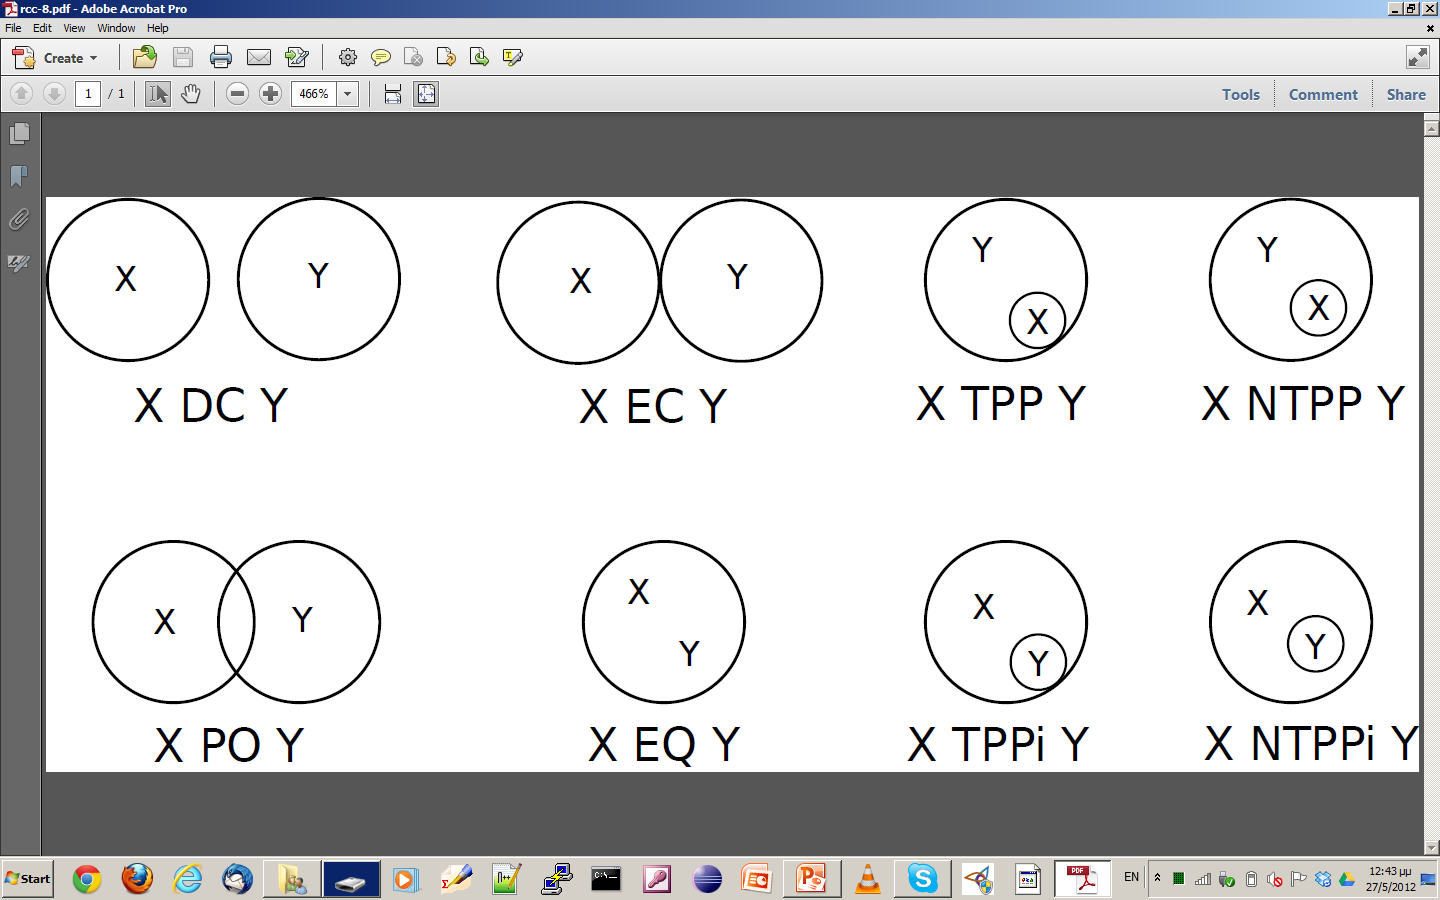 rcc-8.pdf - Adobe Acrobat Pro
File Edit View Window Help
Create
1 / 1 466% Tools Comment Share
X Y X Y Y X Y X
X DC Y X EC Y X TPP Y X NTPP Y
X Y X Y X Y X Y
X PO Y X EQ Y X TPPi Y X NTPPi Y
Start EN 12:43 μμ
27/5/2012